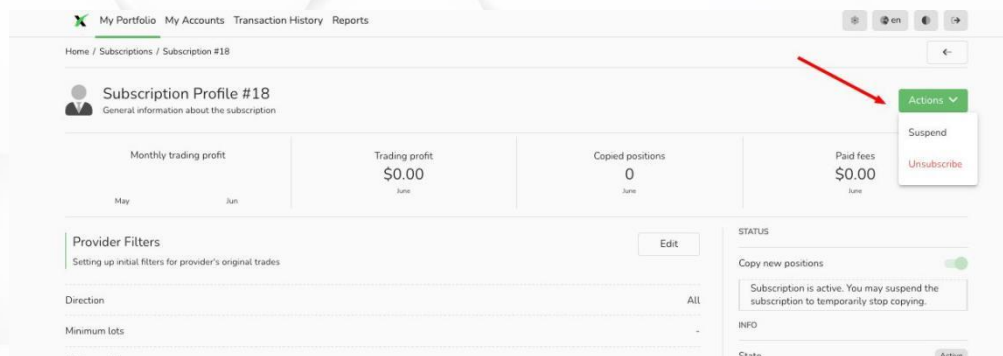 My Portfolio My Accounts Transaction History Reports
en
Home / Subscriptions / Subscription #18
Subscription Profile #18
General information about the subscription
Actions
Suspend
Unsubscribe
Monthly trading profit
May Jun
Trading profit
$0.00
June
Copied positions
0
June
Paid fees
$0.00
June
Provider Filters
Setting up initial filters for provider's original trades
Edit
Direction All
Minimum lots -
STATUS
Copy new positions
Subscription is active. You may suspend the
subscription to temporarily stop copying.
INFO
State Active